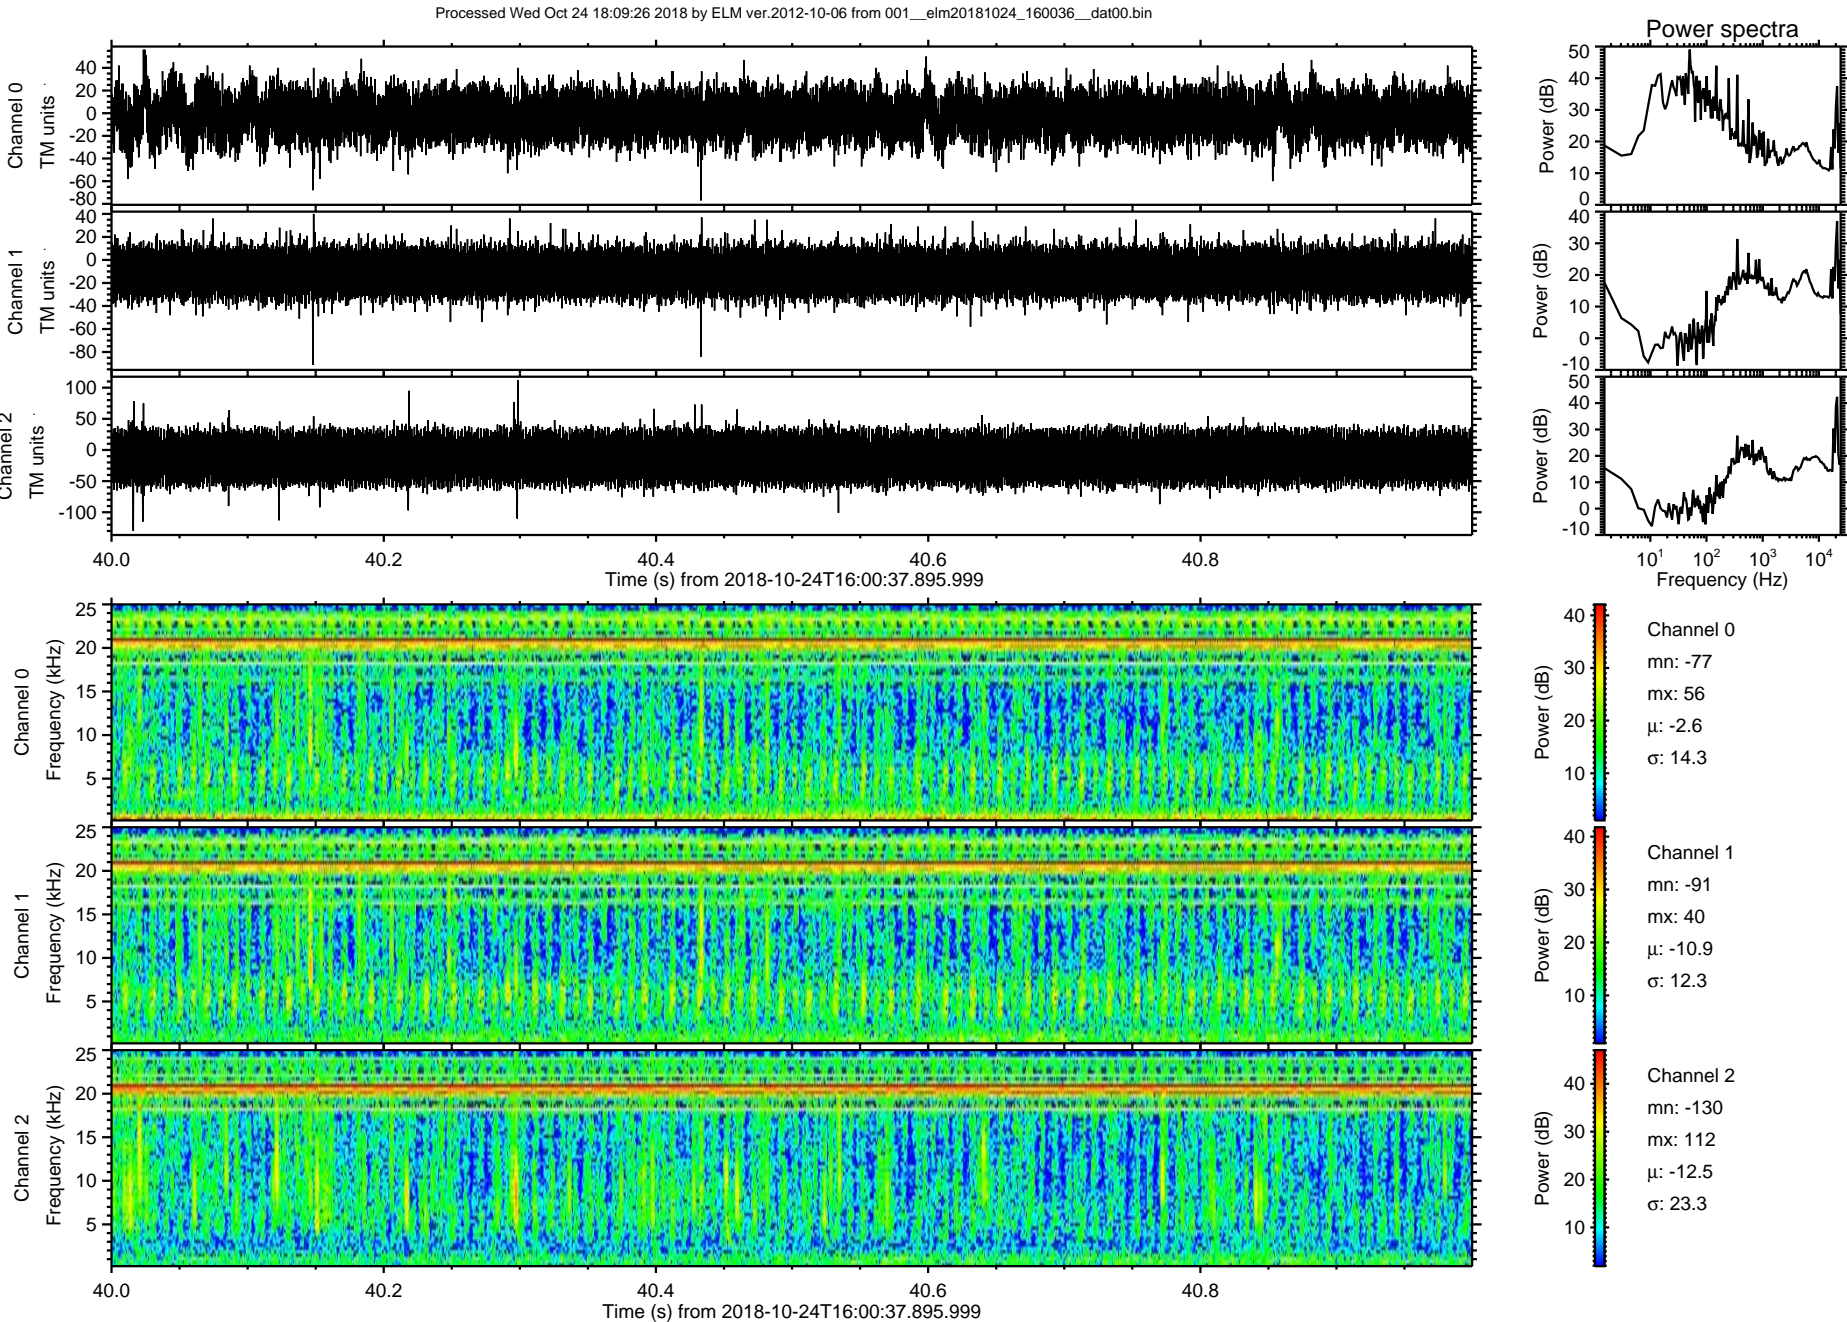 Processed Wed Oct 24 18:09:26 2018 by ELM ver.2012-10-06 from 001__elm20181024_160036__dat00.bin
Power spectra
Channel 0
TM units
40
20
0
-20
-40
-60
-80
Power (dB)
50
40
30
20
10
0
Channel 1
TM units
40
20
0
-20
-40
-60
-80
Power (dB)
40
30
20
10
0
-10
Channel 2
TM units
100
50
0
-50
-100
Power (dB)
50
40
30
20
10
0
-10
40.0 40.2 40.4 40.6 40.8
Time (s) from 2018-10-24T16:00:37.895.999
10¹ 10² 10³ 10⁴
Frequency (Hz)
Channel 0
Frequency (kHz)
25
20
15
10
5
Power (dB)
40
30
20
10
Channel 0
mn: -77
mx: 56
μ: -2.6
σ: 14.3
Channel 1
Frequency (kHz)
25
20
15
10
5
Power (dB)
40
30
20
10
Channel 1
mn: -91
mx: 40
μ: -10.9
σ: 12.3
Channel 2
Frequency (kHz)
25
20
15
10
5
Power (dB)
40
30
20
10
Channel 2
mn: -130
mx: 112
μ: -12.5
σ: 23.3
40.0 40.2 40.4 40.6 40.8
Time (s) from 2018-10-24T16:00:37.895.999